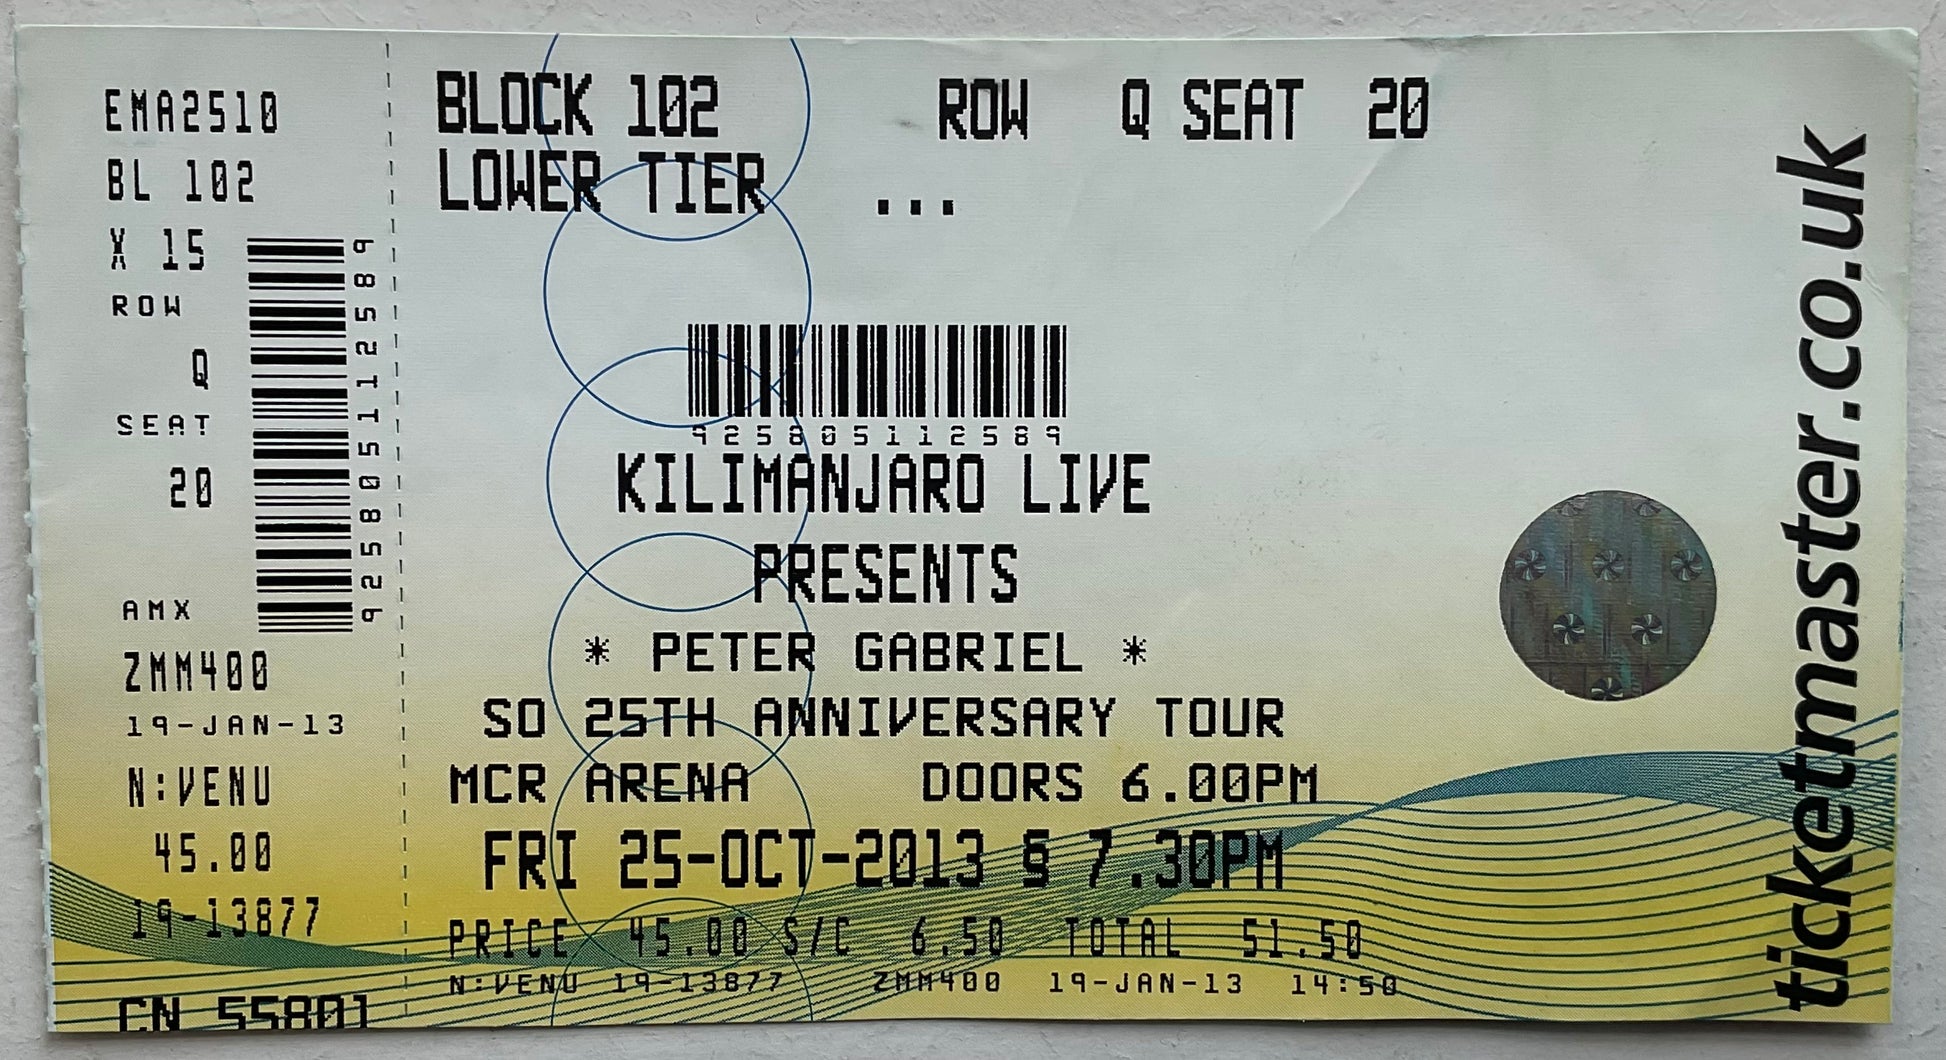 EMA2510
BL 102
X 15
ROW
Q
SEAT
20
925805112589
AMX
ZMM400
19-JAN-13
N:VENU
45.00
19-13877
CN 55801
BLOCK 102 ROW Q SEAT 20
LOWER TIER ...
925805112589
KILIMANJARO LIVE
PRESENTS
* PETER GABRIEL *
SO 25TH ANNIVERSARY TOUR
MCR ARENA DOORS 6.00PM
FRI 25-OCT-2013 § 7.30PM
PRICE 45.00 S/C 6.50 TOTAL 51.50
N:VENU 19-13877 ZMM400 19-JAN-13 14:50
ticketmaster.co.uk